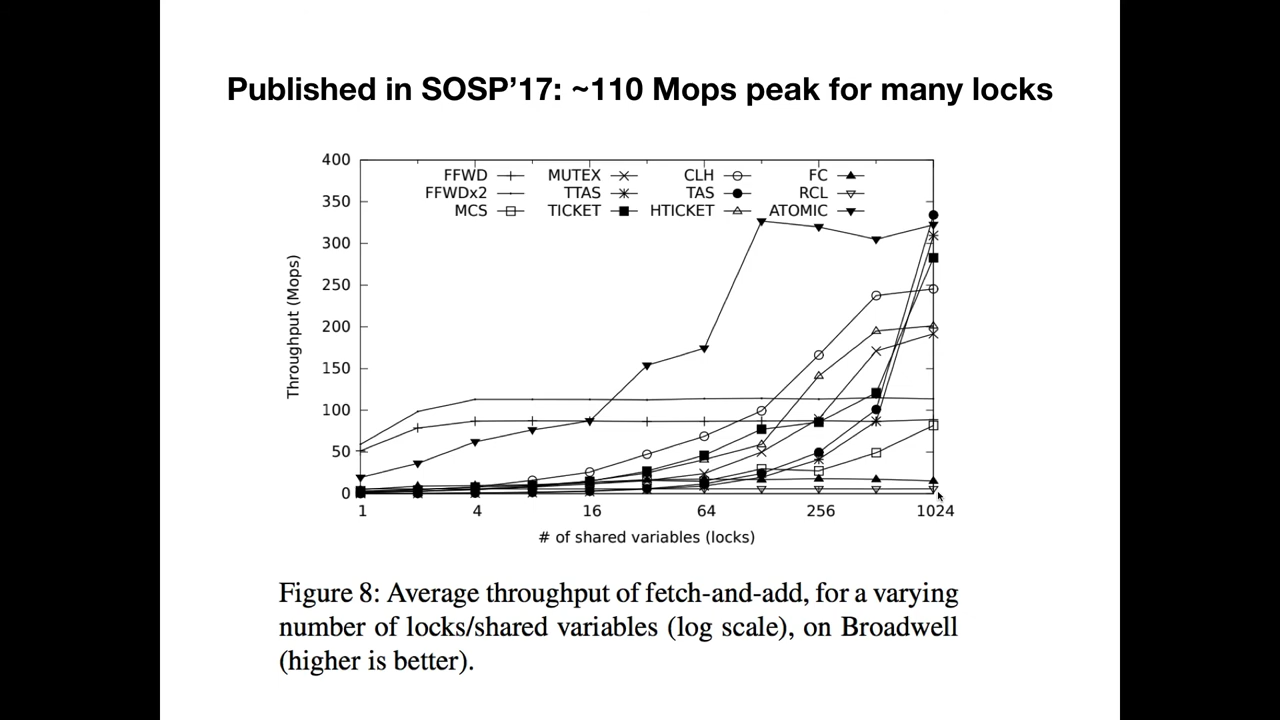 Published in SOSP’17: ~110 Mops peak for many locks
400
350
300
250
200
150
100
50
0
Throughput (Mops)
FFWD MUTEX CLH FC
FFWDx2 TTAS TAS RCL
MCS TICKET HTICKET ATOMIC
1 4 16 64 256 1024
# of shared variables (locks)
Figure 8: Average throughput of fetch-and-add, for a varying
number of locks/shared variables (log scale), on Broadwell
(higher is better).